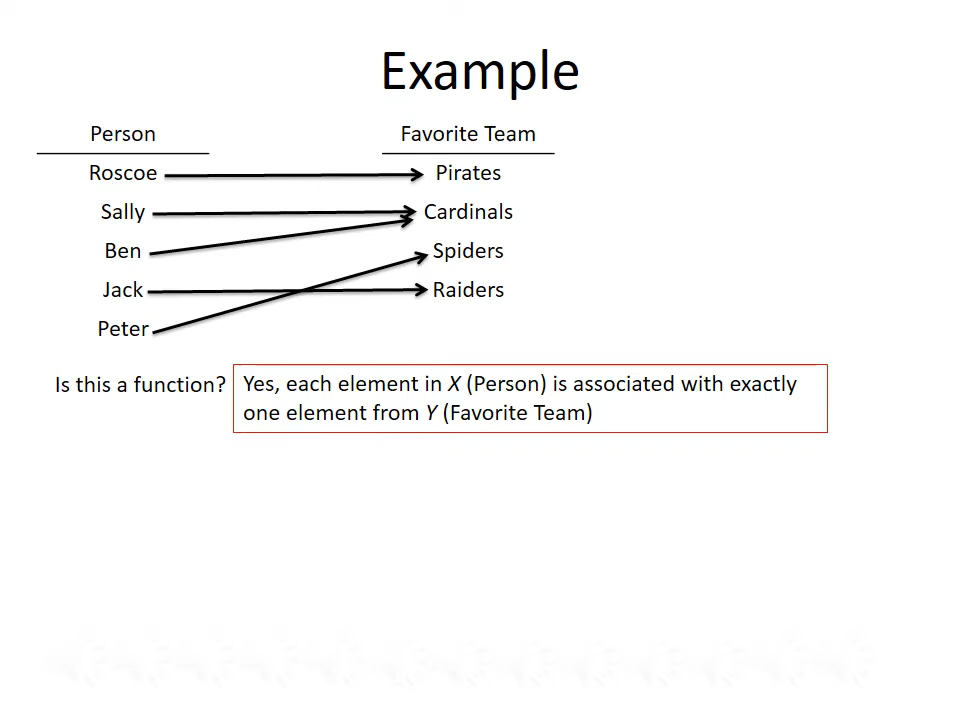 Example
Person Favorite Team
Roscoe Pirates
Sally Cardinals
Ben Spiders
Jack Raiders
Peter
Is this a function? Yes, each element in X (Person) is associated with exactly
one element from Y (Favorite Team)